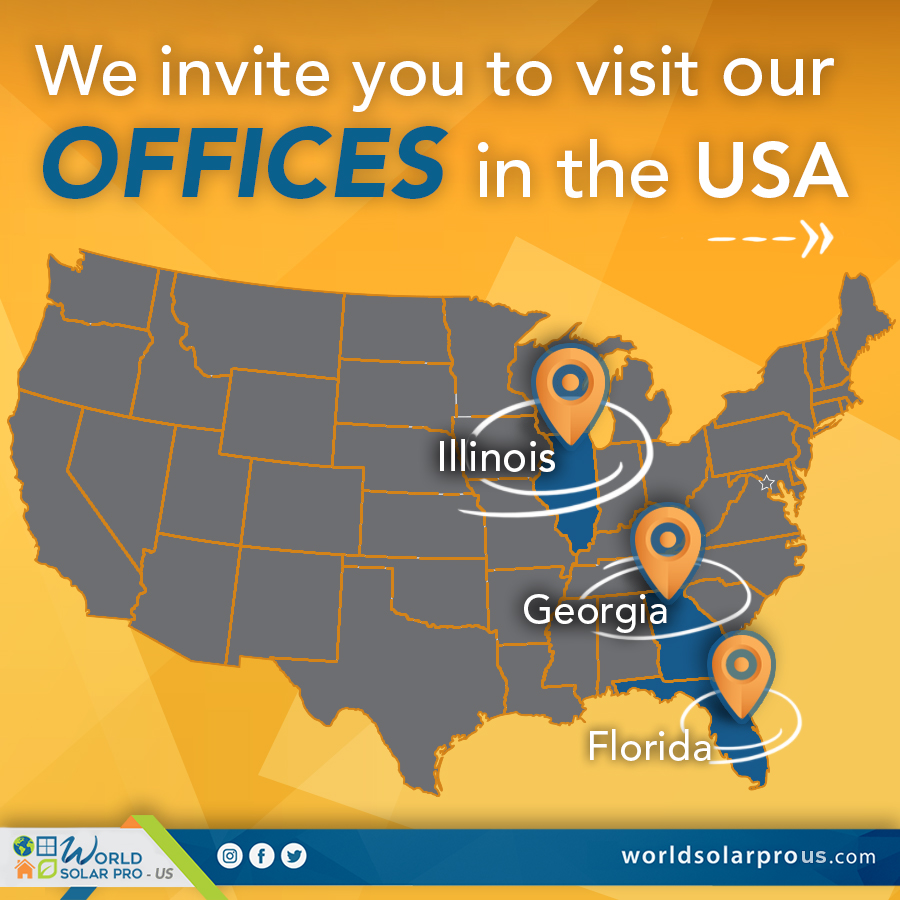 We invite you to visit our
OFFICES in the USA
Illinois
Georgia
Florida
WORLD
SOLAR PRO - US
worldsolarprous.com